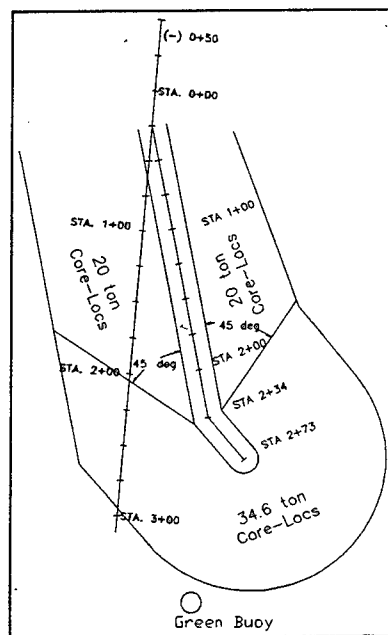 (-) 0+50
STA. 0+00
STA. 1+00
20 ton
Core-Locs
STA 1+00
20 ton
Core-Locs
45 deg
STA. 2+00
45 deg
STA 2+00
STA 2+34
STA 2+73
34.6 ton
Core-Locs
STA. 3+00
Green Buoy